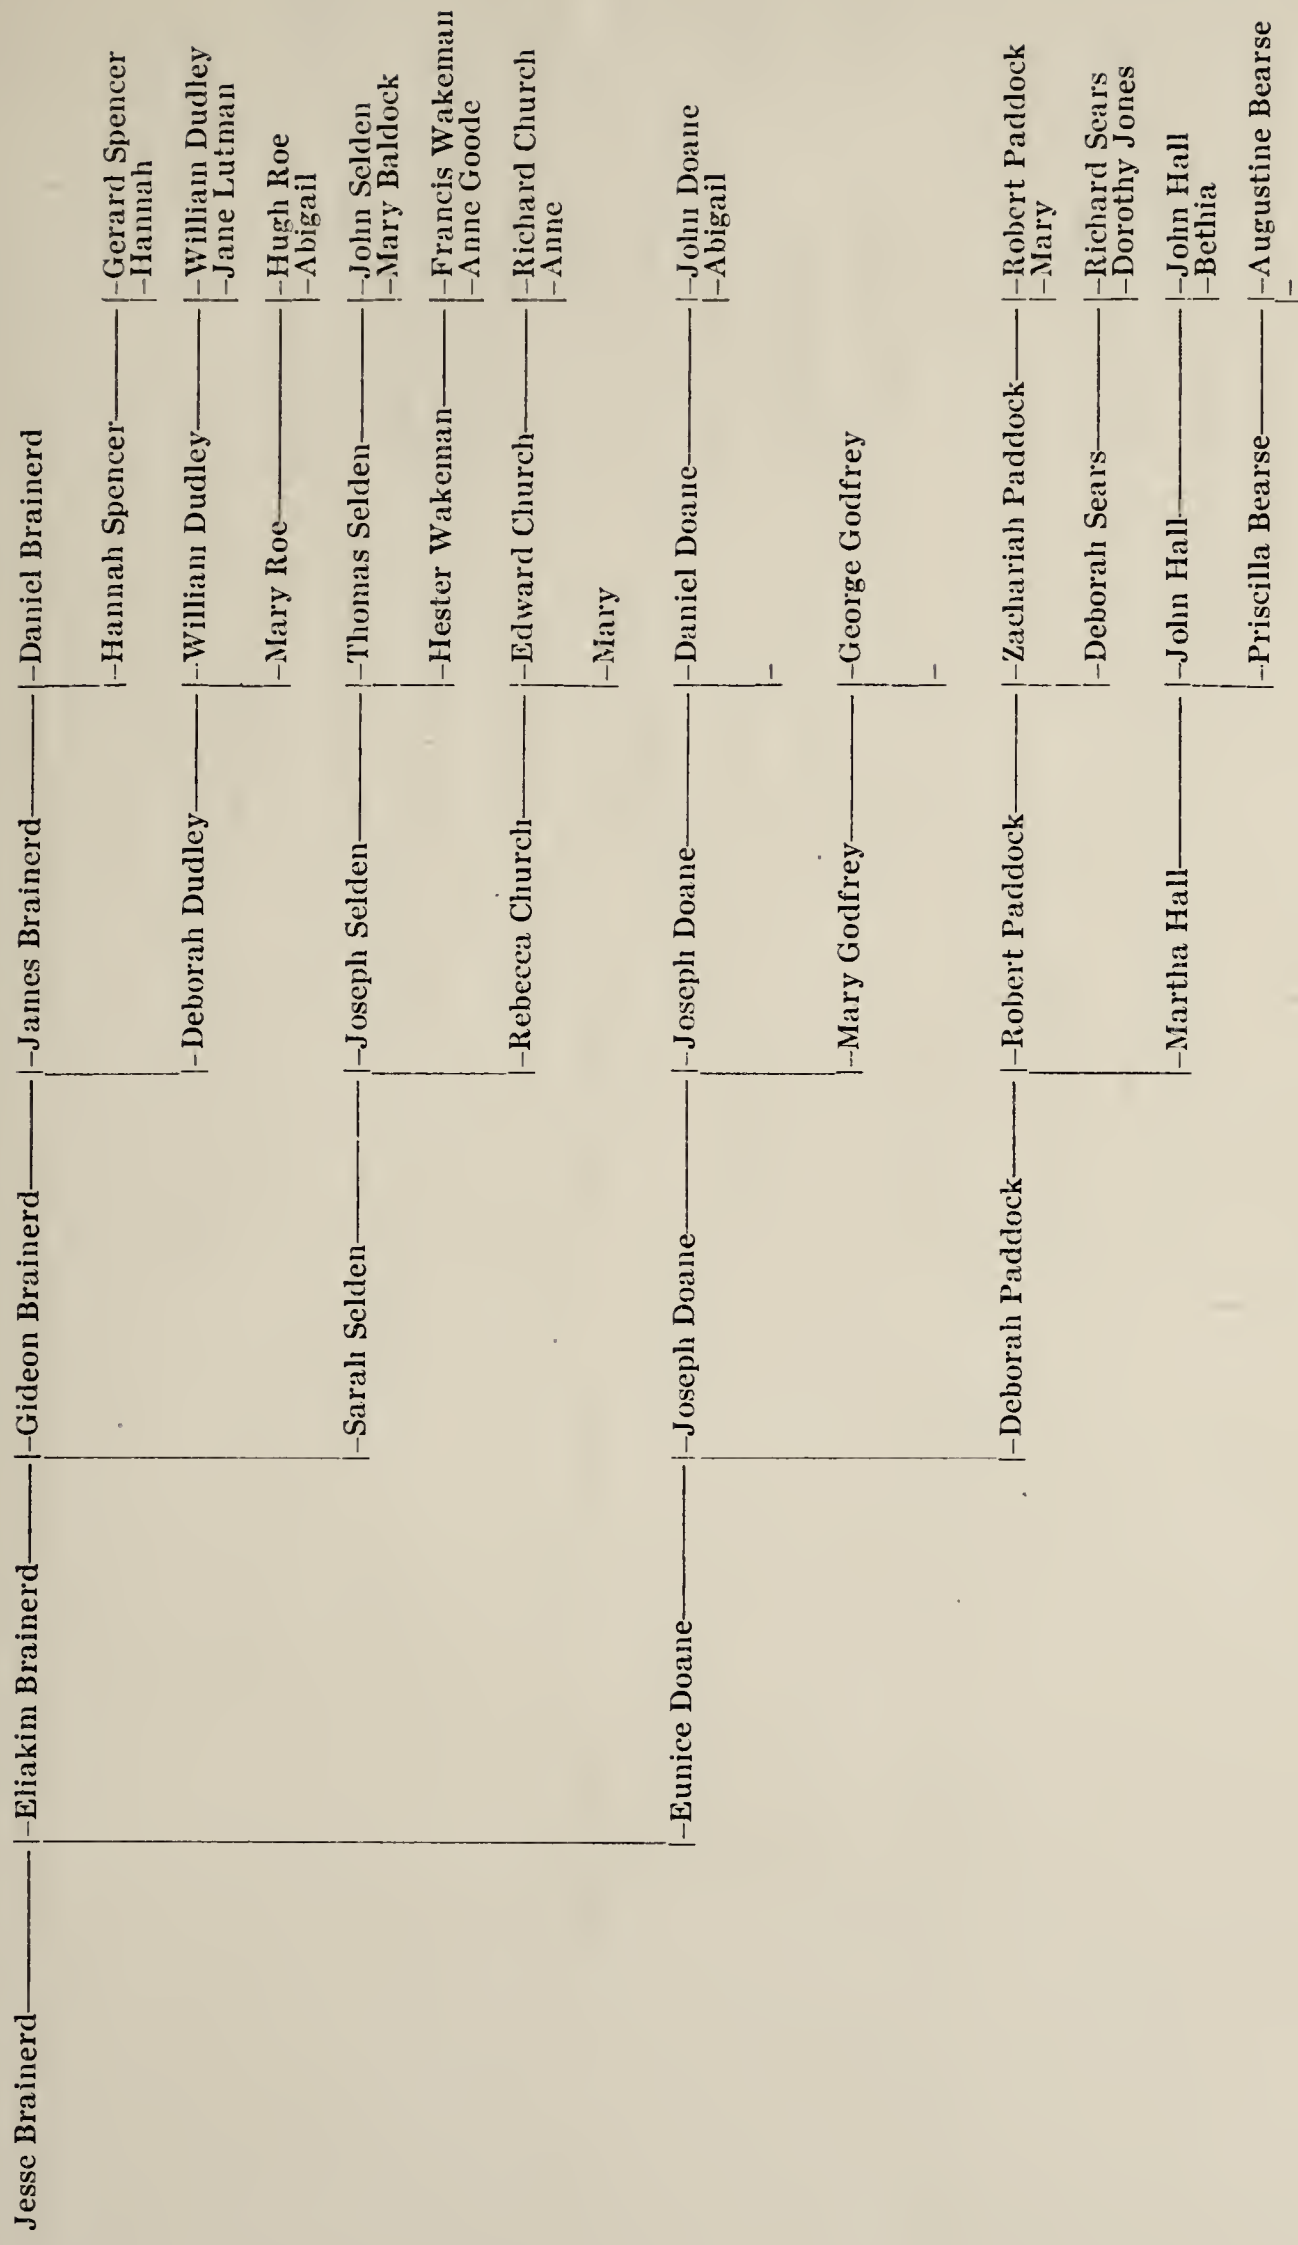 Jesse Brainerd
Eliakim Brainerd
Eunice Doane
Gideon Brainerd
Sarah Selden
Joseph Doane
Deborah Paddock
James Brainerd
Deborah Dudley
Joseph Selden
Rebecca Church
Joseph Doane
Mary Godfrey
Robert Paddock
Martha Hall
Daniel Brainerd
Hannah Spencer
William Dudley
Mary Roe
Thomas Selden
Hester Wakeman
Edward Church
Mary
Daniel Doane
George Godfrey
Zachariah Paddock
Deborah Sears
John Hall
Priscilla Bearse
Gerard Spencer
Hannah
William Dudley
Jane Lutman
Hugh Roe
Abigail
John Selden
Mary Baldock
Francis Wakeman
Anne Goode
Richard Church
Anne
John Doane
Abigail
Robert Paddock
Mary
Richard Sears
Dorothy Jones
John Hall
Bethia
Augustine Bearse